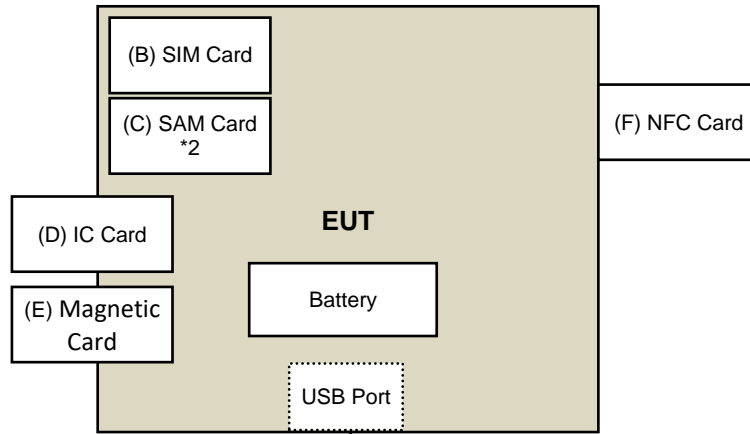 (B) SIM Card
(C) SAM Card
*2
(F) NFC Card
(D) IC Card
EUT
(E) Magnetic
Card
Battery
USB Port